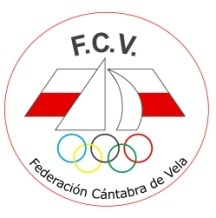 F.C.V.
Federación Cántabra de Vela